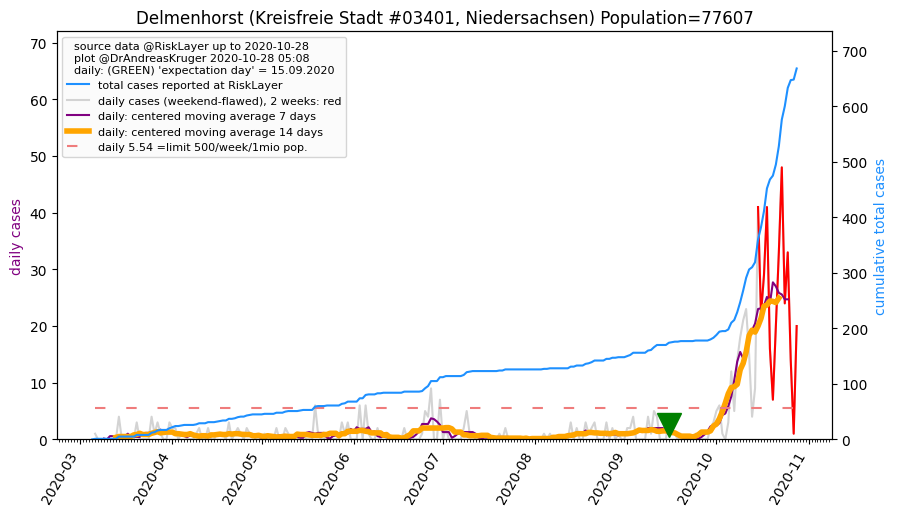 Delmenhorst (Kreisfreie Stadt #03401, Niedersachsen) Population=77607
source data @RiskLayer up to 2020-10-28
plot @DrAndreasKruger 2020-10-28 05:08
daily: (GREEN) 'expectation day' = 15.09.2020
total cases reported at RiskLayer
daily cases (weekend-flawed), 2 weeks: red
daily: centered moving average 7 days
daily: centered moving average 14 days
daily 5.54 =limit 500/week/1mio pop.
daily cases
70
60
50
40
30
20
10
0
700
600
500
400
300
200
100
0
cumulative total cases
2020-03
2020-04
2020-05
2020-06
2020-07
2020-08
2020-09
2020-10
2020-11